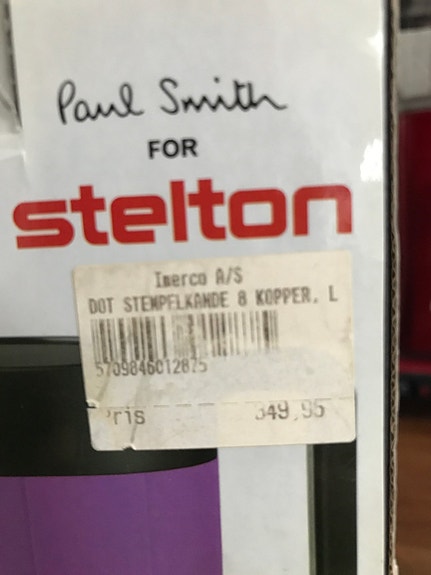 Paul Smith
FOR
stelton
Imerco A/S
DOT STEMPELKANDE 8 KOPPER, L
5709846012875
Pris
349,95